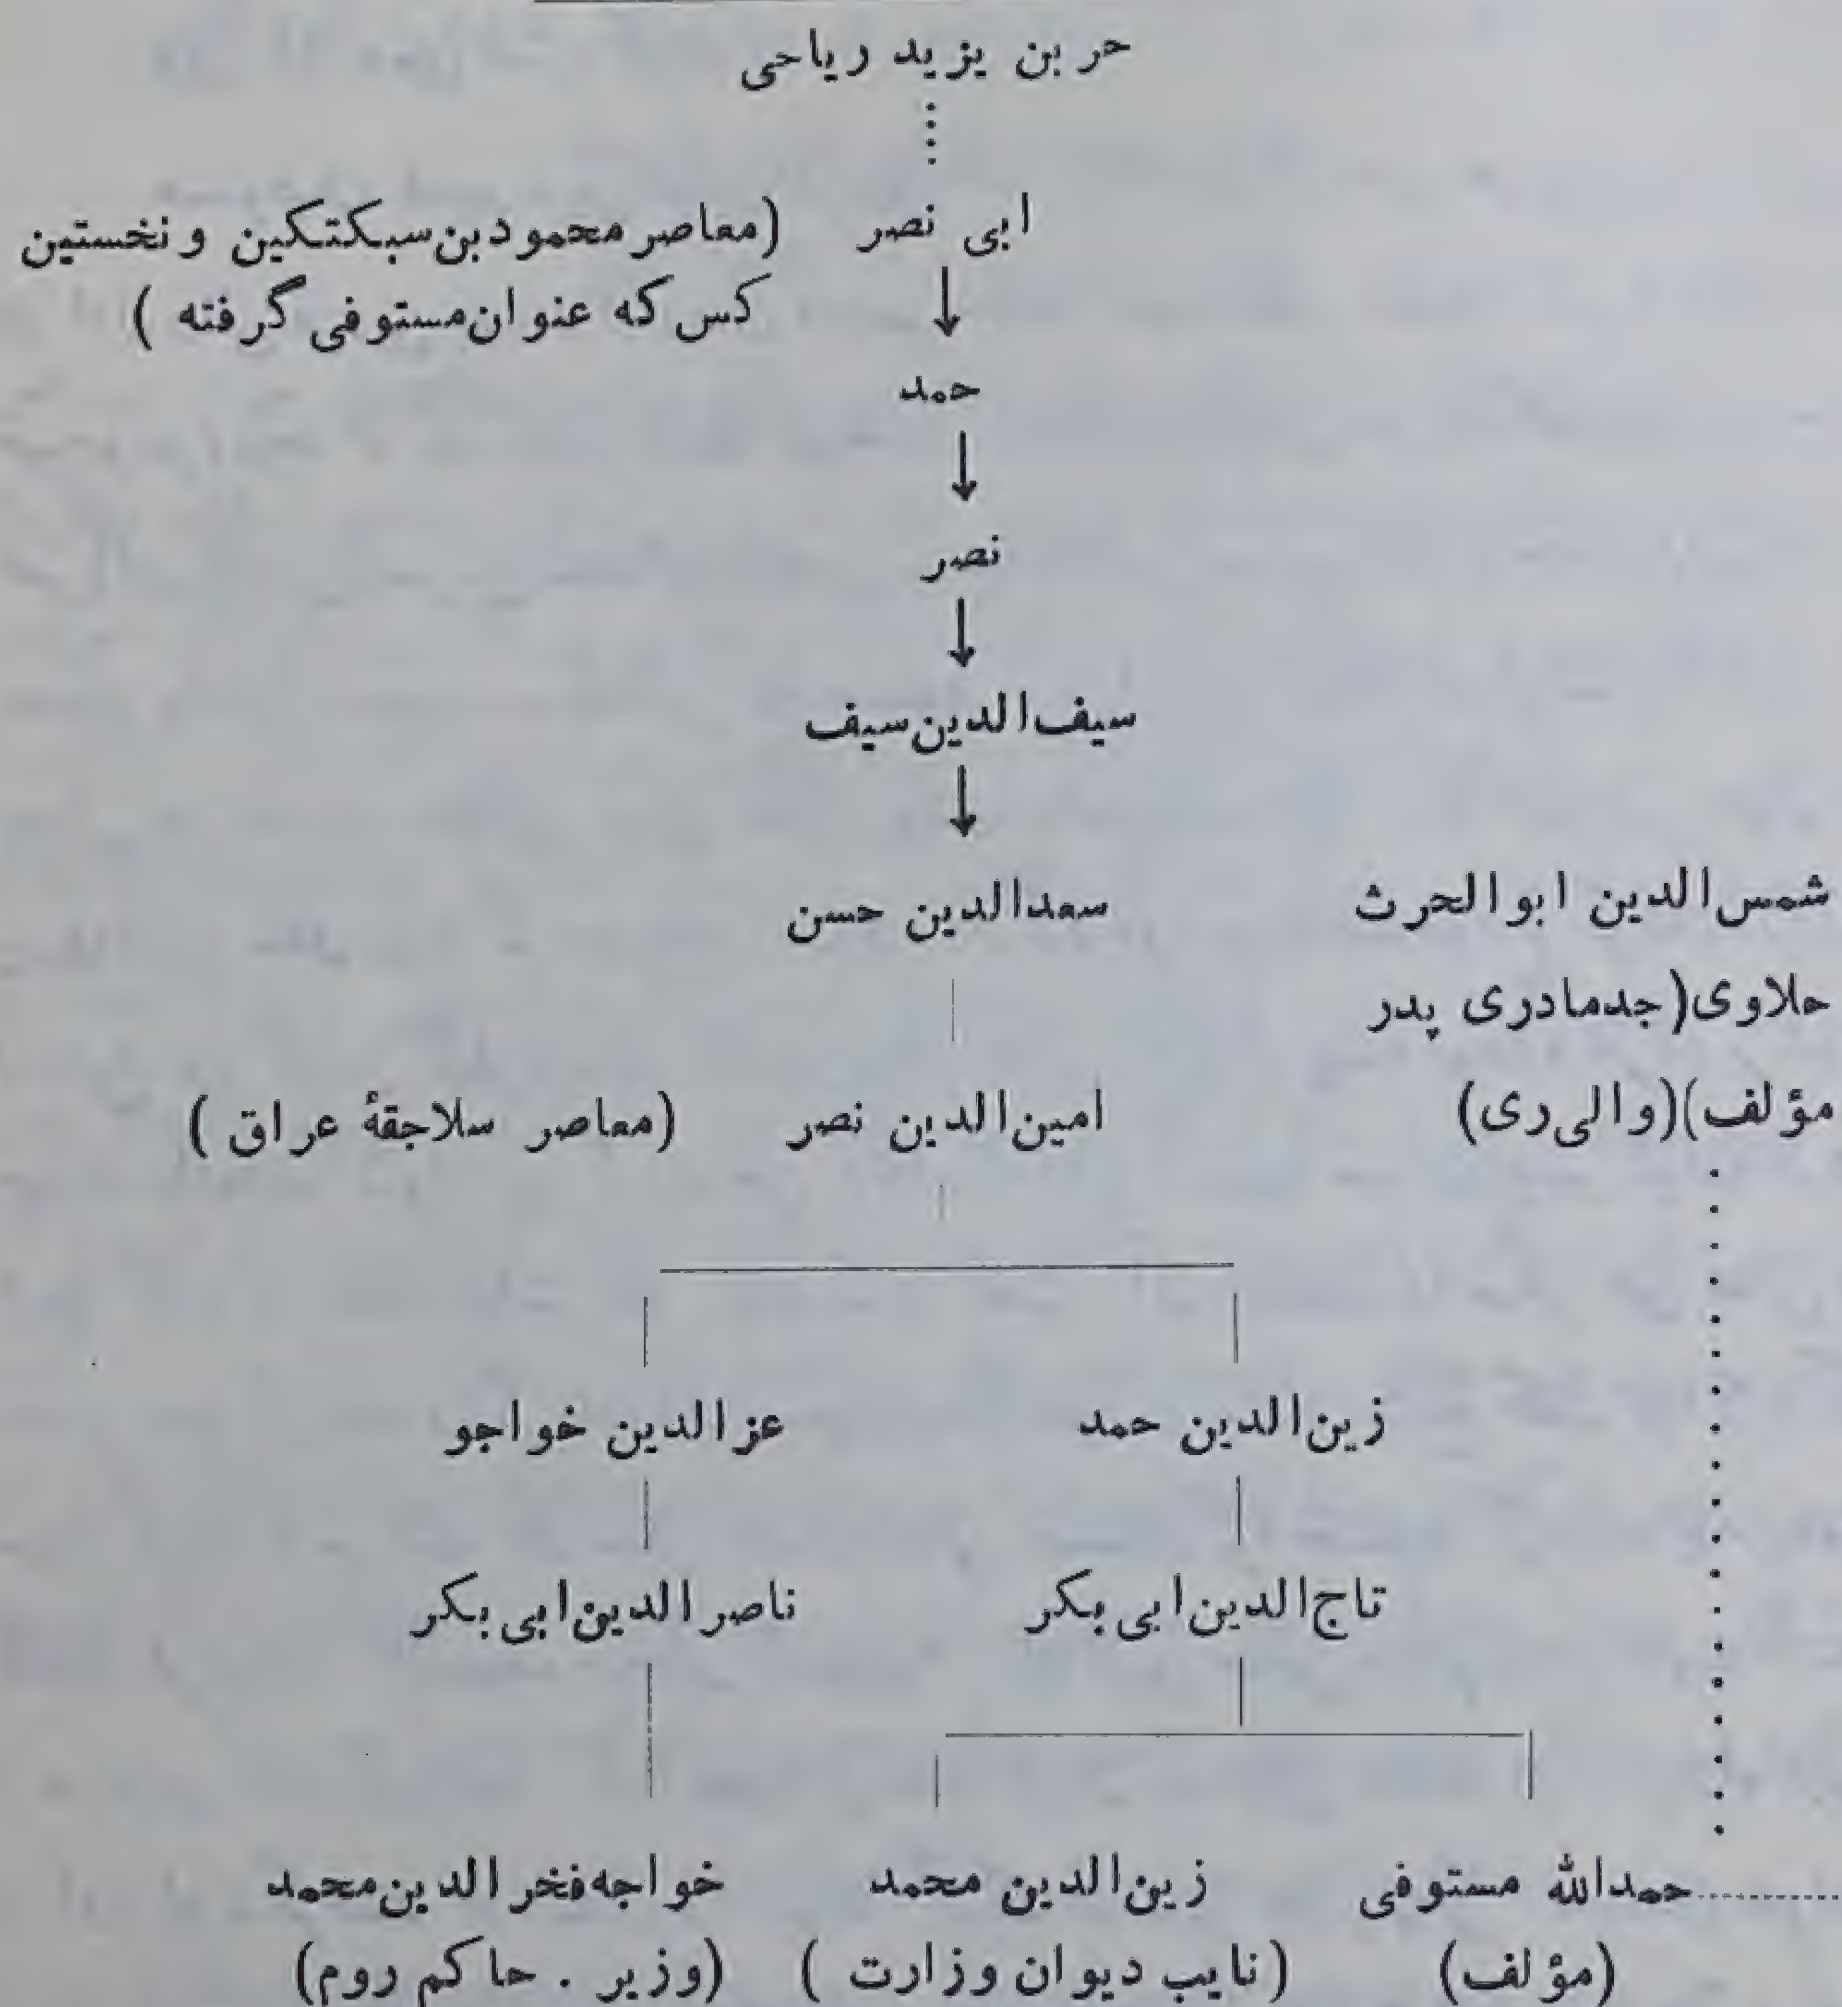 حر بن یزید ریاحی
ابی نصر (معاصر محمود بن سبکتکین و نخستین
کس که عنوان مستوفی گرفته )
حمد
نصر
سیف‌الدین سیف
سعدالدین حسن
شمس‌الدین ابوالحرث
حلاوی(جدمادری پدر
مؤلف)(والی ری)
امین‌الدین نصر (معاصر سلاجقهٔ عراق )
زین‌الدین حمد
عزالدین خواجو
تاج‌الدین ابی بکر
ناصرالدین ابی بکر
حمدالله مستوفی
(مؤلف)
زین‌الدین محمد
(نایب دیوان وزارت )
خواجه فخرالدین محمد
(وزیر . حاکم روم)